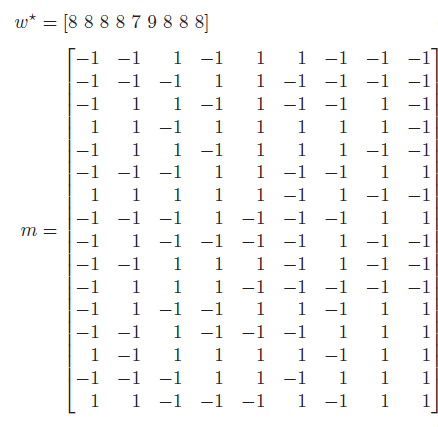 w⋆ = [8 8 8 8 7 9 8 8 8]
−1 −1 1 −1 1 1 −1 −1 −1
−1 −1 −1 1 1 −1 −1 −1 −1
−1 1 1 −1 1 −1 −1 1 −1
1 1 −1 1 1 1 1 1 −1
−1 1 1 −1 1 1 1 −1 −1
−1 −1 −1 1 1 −1 −1 1 1
1 1 1 1 1 −1 1 −1 −1
−1 −1 −1 1 −1 −1 −1 1 1
m = −1 1 −1 −1 −1 −1 1 −1 −1
−1 −1 1 1 1 −1 1 −1 −1
−1 1 1 1 −1 −1 −1 −1 −1
−1 1 −1 −1 1 1 −1 1 1
−1 −1 1 −1 −1 −1 1 1 1
1 −1 1 1 1 1 −1 1 1
−1 −1 −1 1 1 −1 1 1 1
1 1 −1 −1 −1 1 −1 1 1